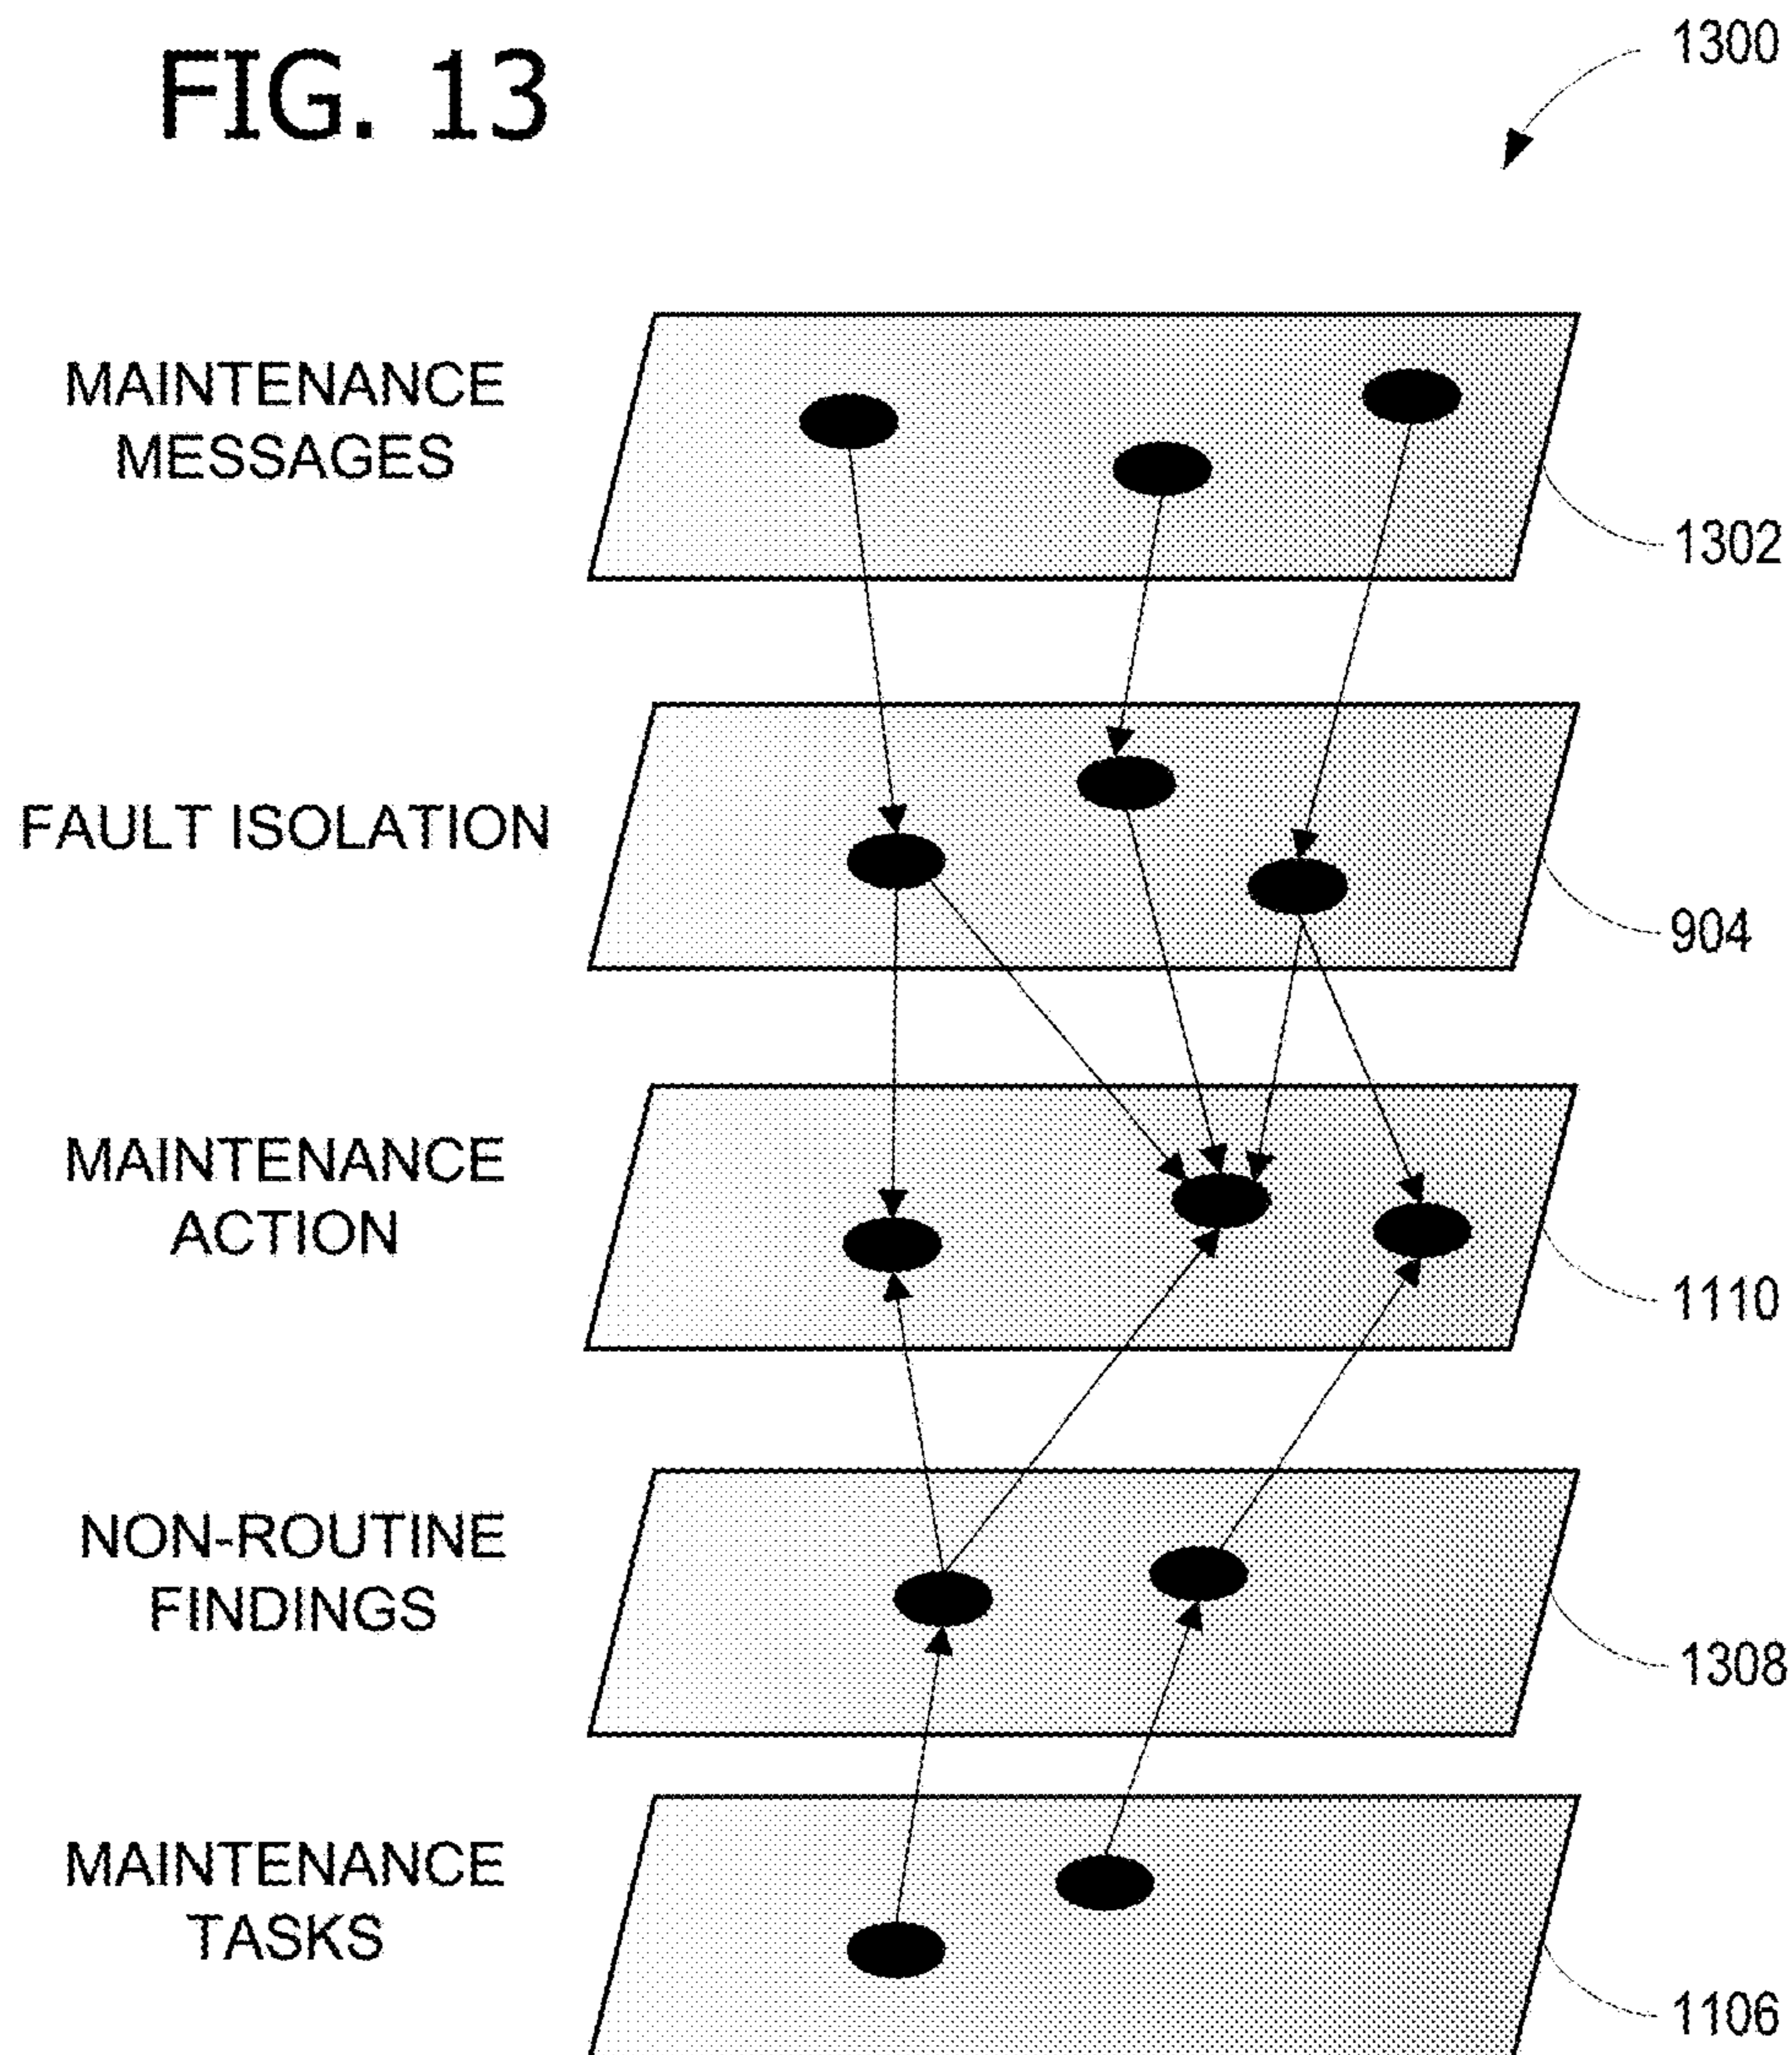 FIG. 13
1300
MAINTENANCE
MESSAGES
1302
FAULT ISOLATION
904
MAINTENANCE
ACTION
1110
NON-ROUTINE
FINDINGS
1308
MAINTENANCE
TASKS
1106